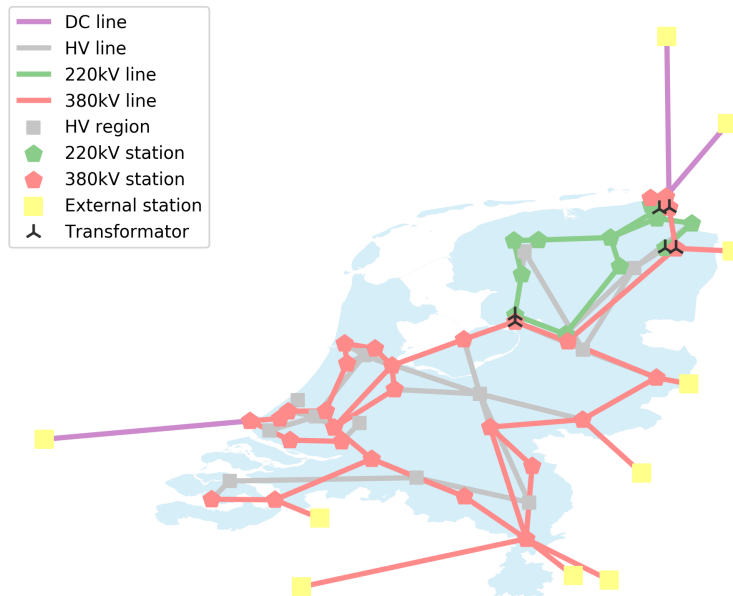 DC line
HV line
220kV line
380kV line
HV region
220kV station
380kV station
External station
Transformator